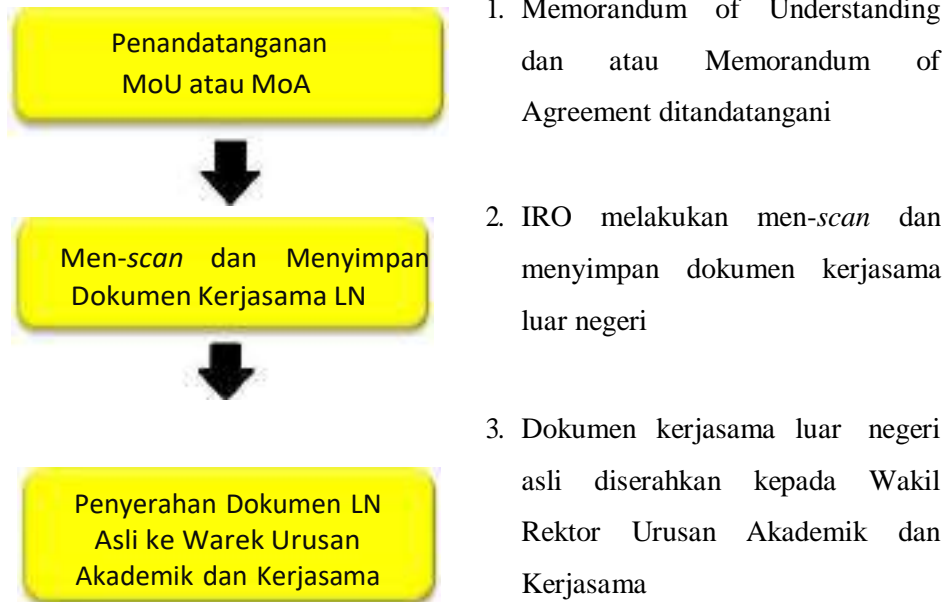 Penandatanganan
MoU atau MoA
Men-scan dan Menyimpan
Dokumen Kerjasama LN
Penyerahan Dokumen LN
Asli ke Warek Urusan
Akademik dan Kerjasama
1. Memorandum of Understanding
dan atau Memorandum of
Agreement ditandatangani
2. IRO melakukan men-scan dan
menyimpan dokumen kerjasama
luar negeri
3. Dokumen kerjasama luar negeri
asli diserahkan kepada Wakil
Rektor Urusan Akademik dan
Kerjasama